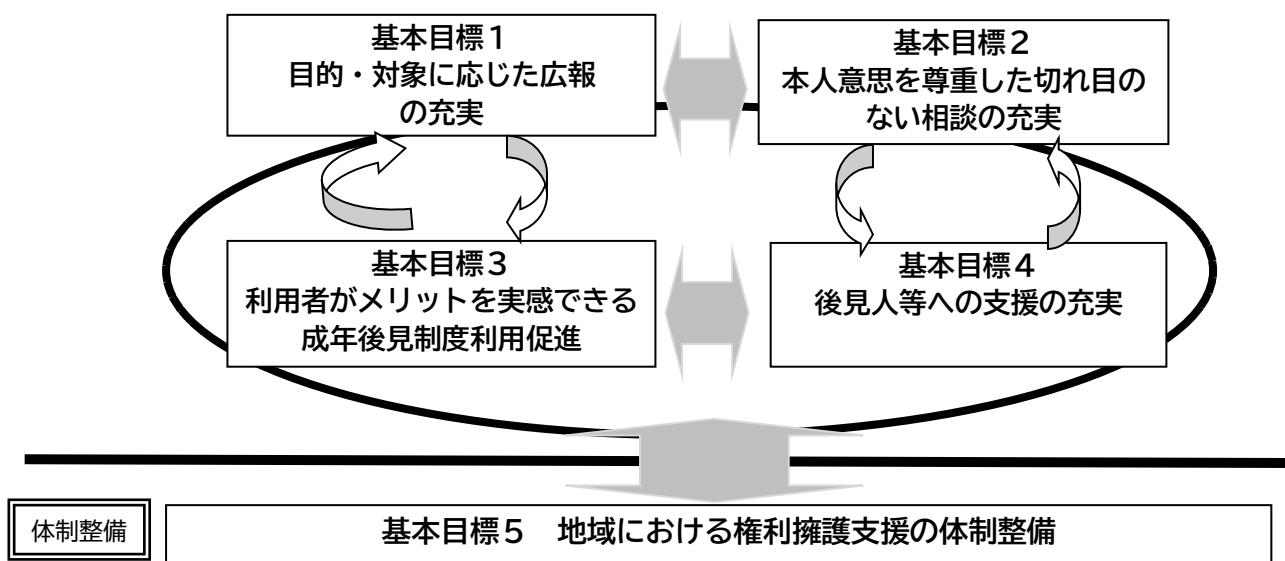 基本目標１
目的・対象に応じた広報
の充実
基本目標２
本人意思を尊重した切れ目の
ない相談の充実
基本目標３
利用者がメリットを実感できる
成年後見制度利用促進
基本目標４
後見人等への支援の充実
体制整備
基本目標５　地域における権利擁護支援の体制整備